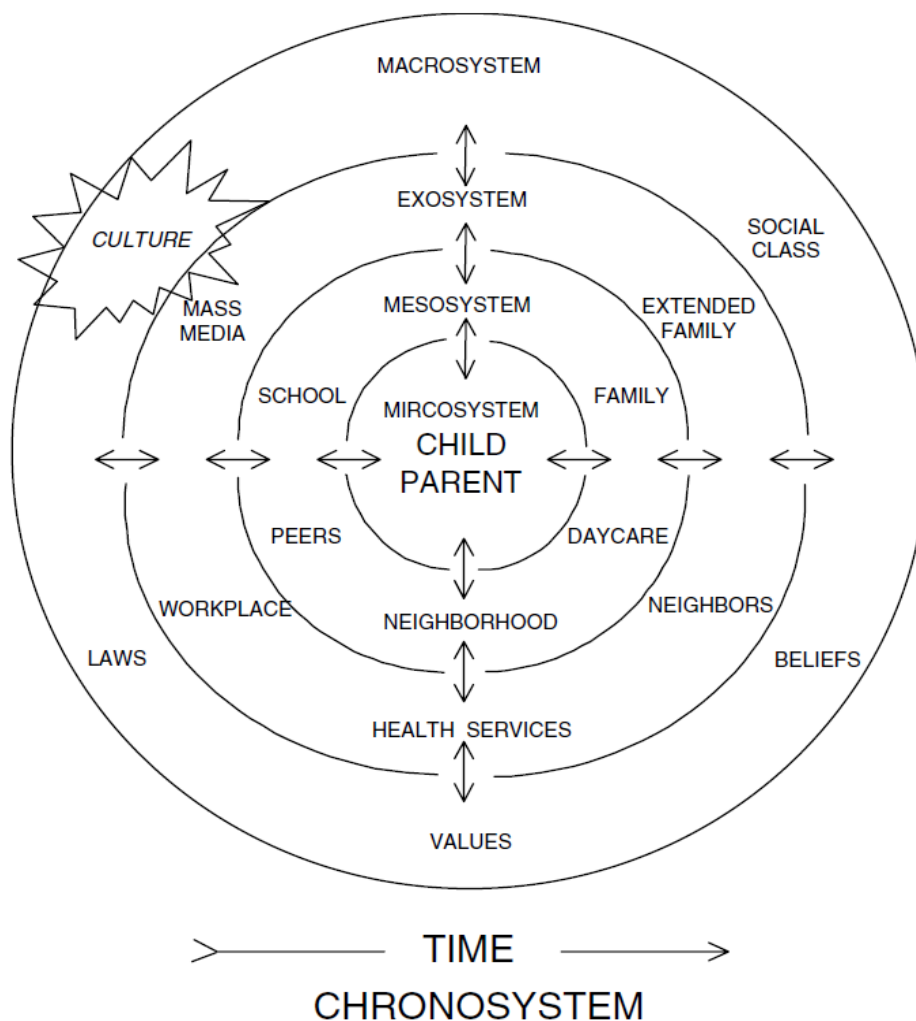 MACROSYSTEM
EXOSYSTEM
CULTURE
SOCIAL
CLASS
MESOSYSTEM
MASS
MEDIA
EXTENDED
FAMILY
SCHOOL
MIRCOSYSTEM
FAMILY
CHILD
PARENT
PEERS
DAYCARE
WORKPLACE
NEIGHBORHOOD
NEIGHBORS
LAWS
BELIEFS
HEALTH SERVICES
VALUES
TIME
CHRONOSYSTEM